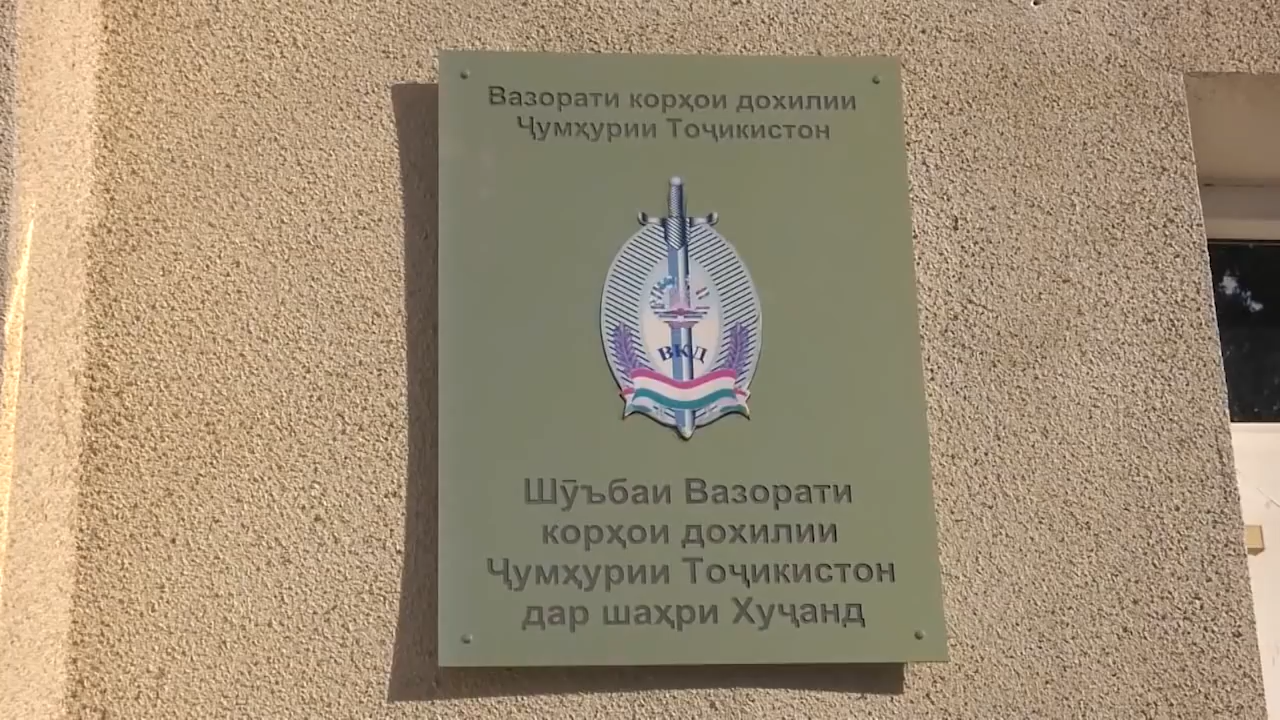 Вазорати корҳои дохилии
Ҷумҳурии Тоҷикистон
ВКД
Шӯъбаи Вазорати
корҳои дохилии
Ҷумҳурии Тоҷикистон
дар шаҳри Хуҷанд